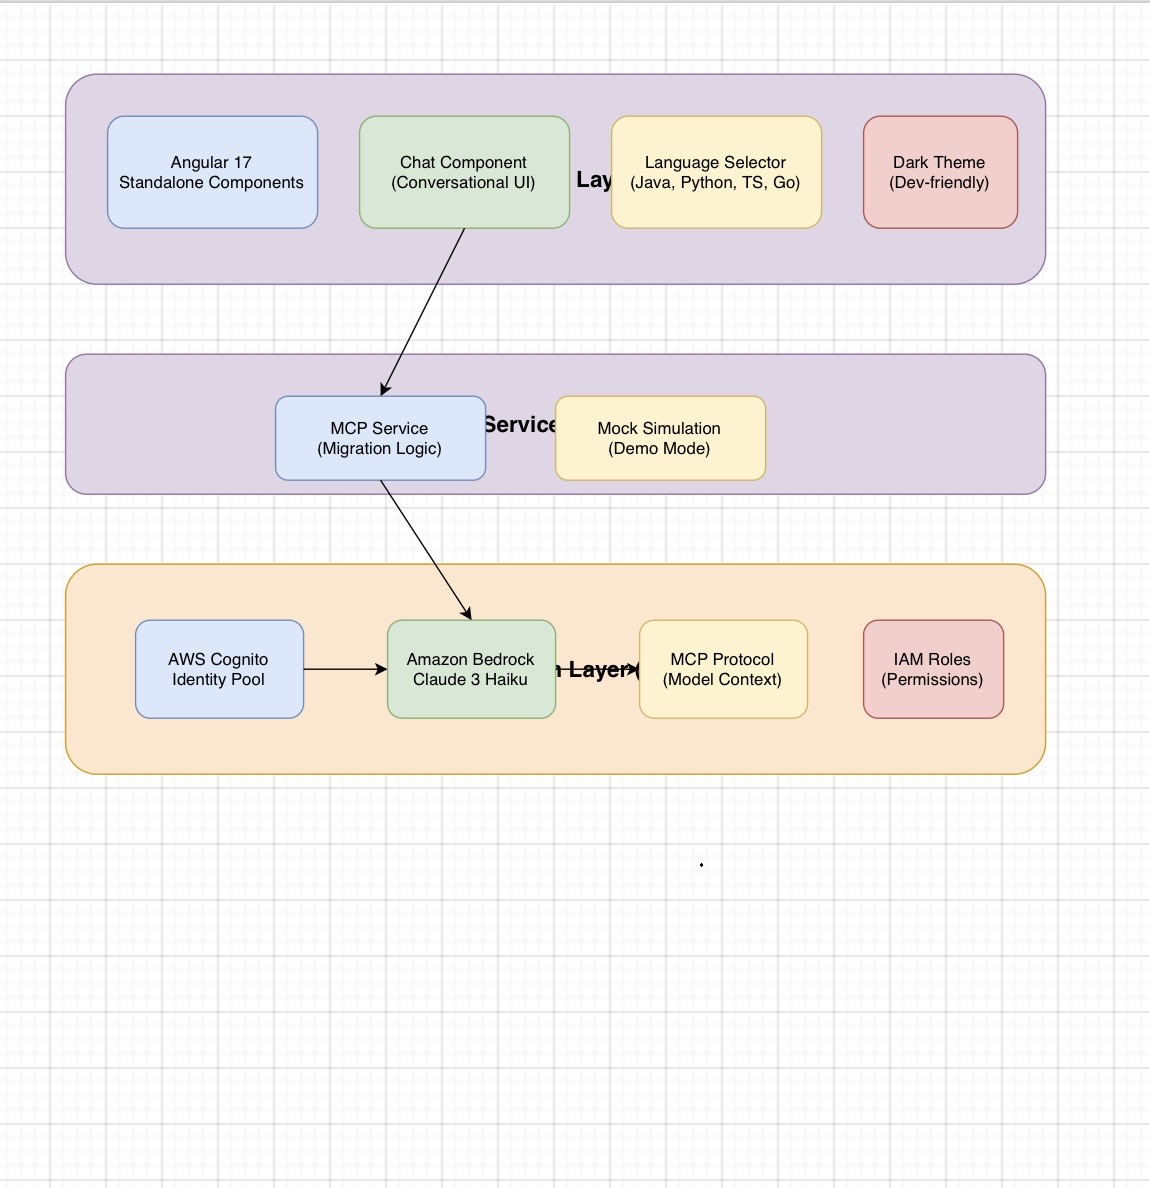 Angular 17
Standalone Components
Chat Component
(Conversational UI)
Language Selector
(Java, Python, TS, Go)
Dark Theme
(Dev-friendly)
MCP Service
(Migration Logic)
Service
Mock Simulation
(Demo Mode)
AWS Cognito
Identity Pool
Amazon Bedrock
Claude 3 Haiku
Layer
MCP Protocol
(Model Context)
IAM Roles
(Permissions)